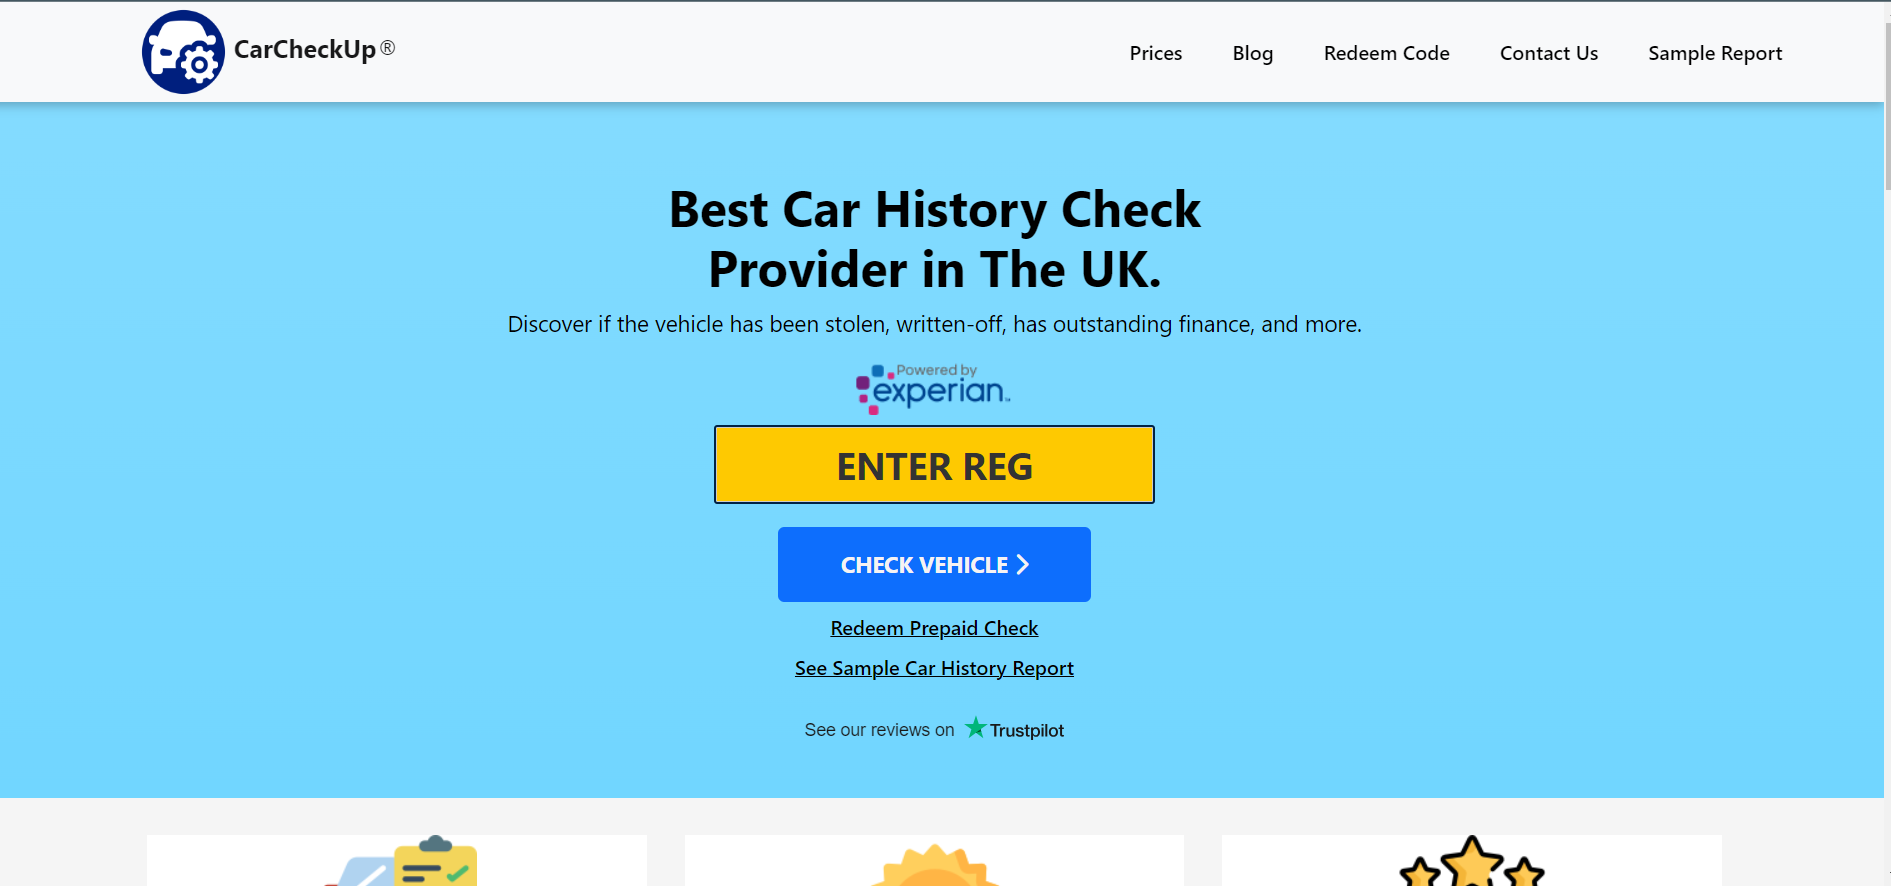 CarCheckUp ®
Prices
Blog
Redeem Code
Contact Us
Sample Report
Best Car History Check
Provider in The UK.
Discover if the vehicle has been stolen, written-off, has outstanding finance, and more.
Powered by
experian™
ENTER REG
CHECK VEHICLE
Redeem Prepaid Check
See Sample Car History Report
See our reviews on Trustpilot